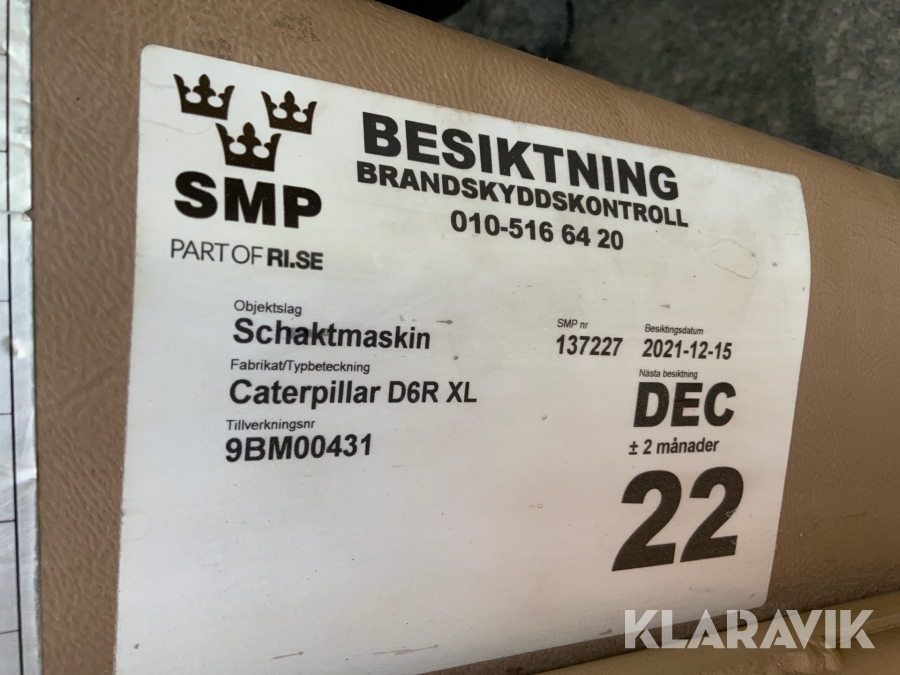 SMP
PART OF RI.SE
BESIKTNING
BRANDSKYDDSKONTROLL
010-516 64 20
Objektslag
Schaktmaskin
Fabrikat/Typbeteckning
Caterpillar D6R XL
Tillverkningsnr
9BM00431
SMP nr
137227
Besiktingsdatum
2021-12-15
Nästa besiktning
DEC
± 2 månader
22
KLARAVIK